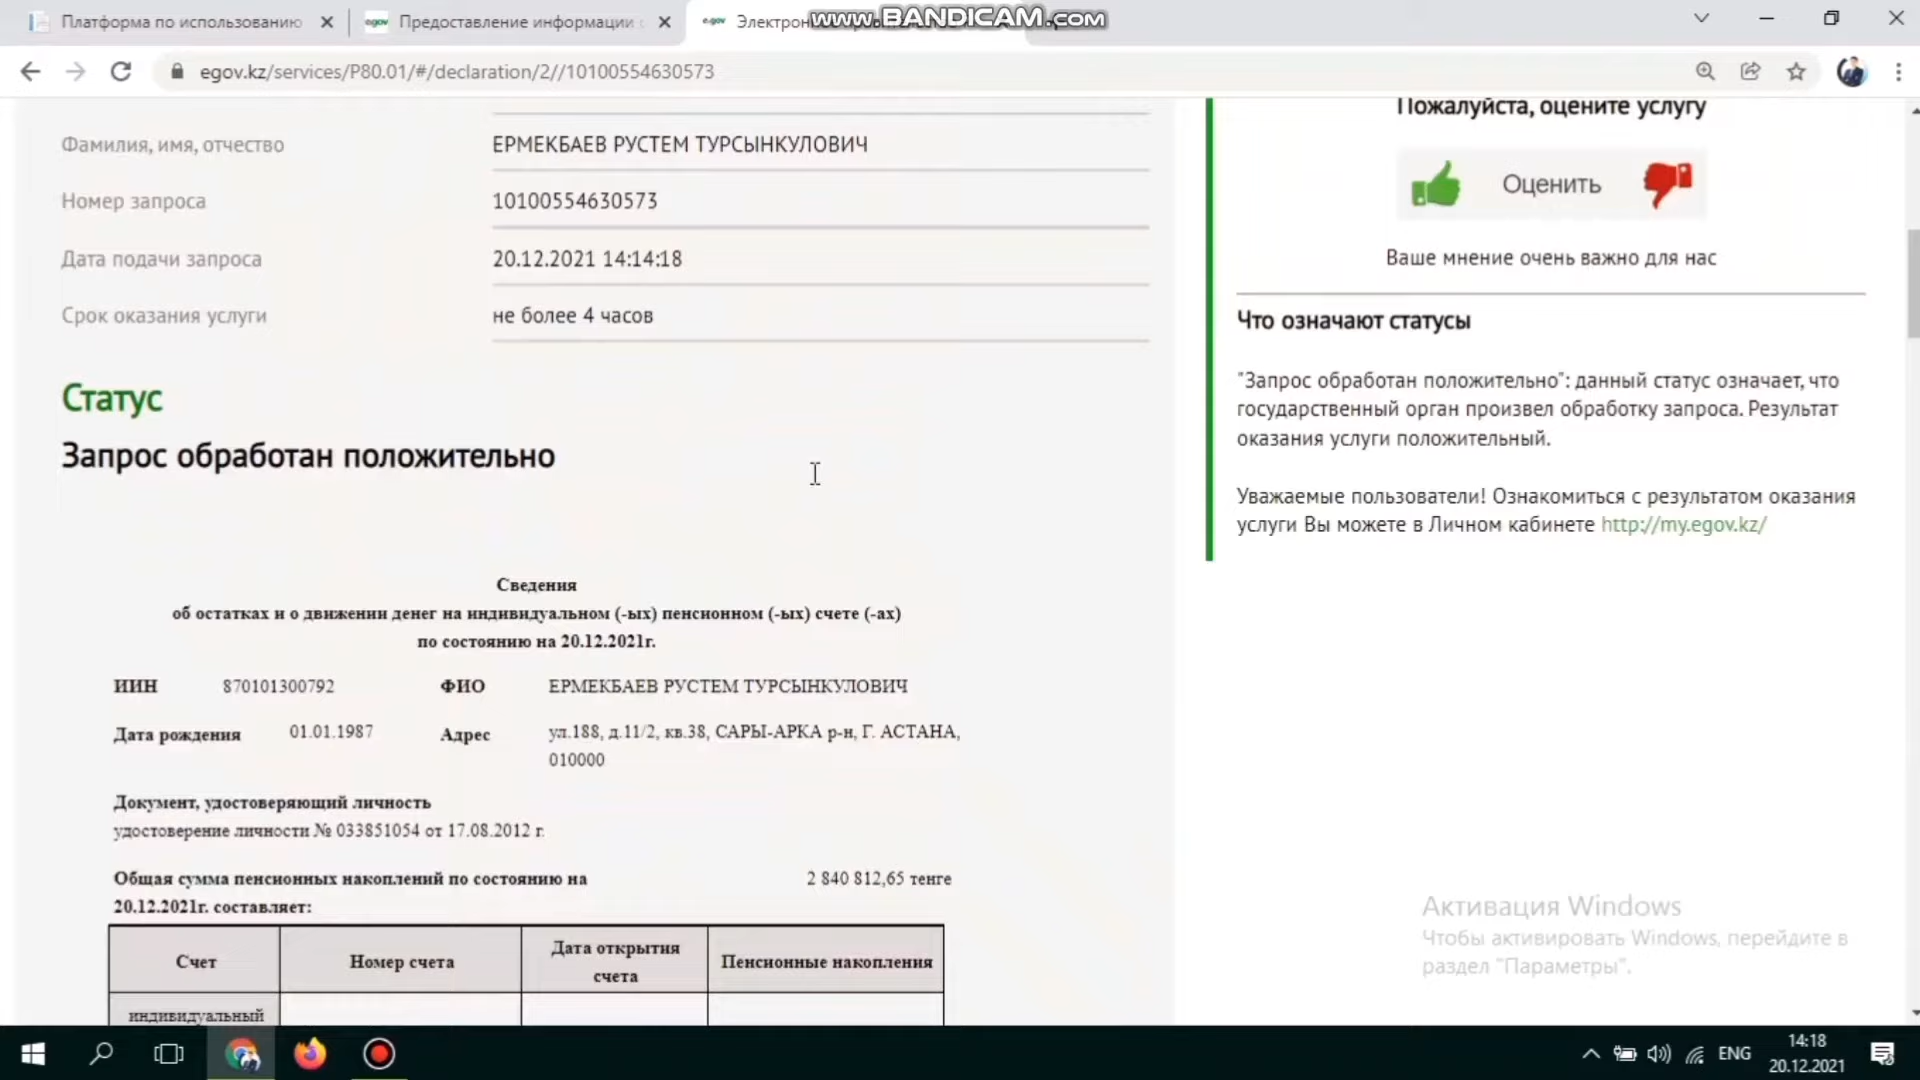 Платформа по использованию
Предоставление информации с
Электрон
www.BANDICAM.com
egov.kz/services/P80.01/#/declaration/2//10100554630573
Фамилия, имя, отчество ЕРМЕКБАЕВ РУСТЕМ ТУРСЫНКУЛОВИЧ
Номер запроса 10100554630573
Дата подачи запроса 20.12.2021 14:14:18
Срок оказания услуги не более 4 часов
Статус
Запрос обработан положительно
Сведения
об остатках и о движении денег на индивидуальном (-ых) пенсионном (-ых) счете (-ах)
по состоянию на 20.12.2021г.
ИИН 870101300792 ФИО ЕРМЕКБАЕВ РУСТЕМ ТУРСЫНКУЛОВИЧ
Дата рождения 01.01.1987 Адрес ул.188, д.11/2, кв.38, САРЫ-АРКА р-н, Г. АСТАНА,
010000
Документ, удостоверяющий личность
удостоверение личности № 033851054 от 17.08.2012 г.
Общая сумма пенсионных накоплений по состоянию на 2 840 812,65 тенге
20.12.2021г. составляет:
Счет Номер счета Дата открытия Пенсионные накопления
счета
индивидуальный
Пожалуйста, оцените услугу
Оценить
Ваше мнение очень важно для нас
Что означают статусы
"Запрос обработан положительно": данный статус означает, что
государственный орган произвел обработку запроса. Результат
оказания услуги положительный.
Уважаемые пользователи! Ознакомиться с результатом оказания
услуги Вы можете в Личном кабинете http://my.egov.kz/
Активация Windows
Чтобы активировать Windows, перейдите в
раздел "Параметры".
ENG
14:18
20.12.2021